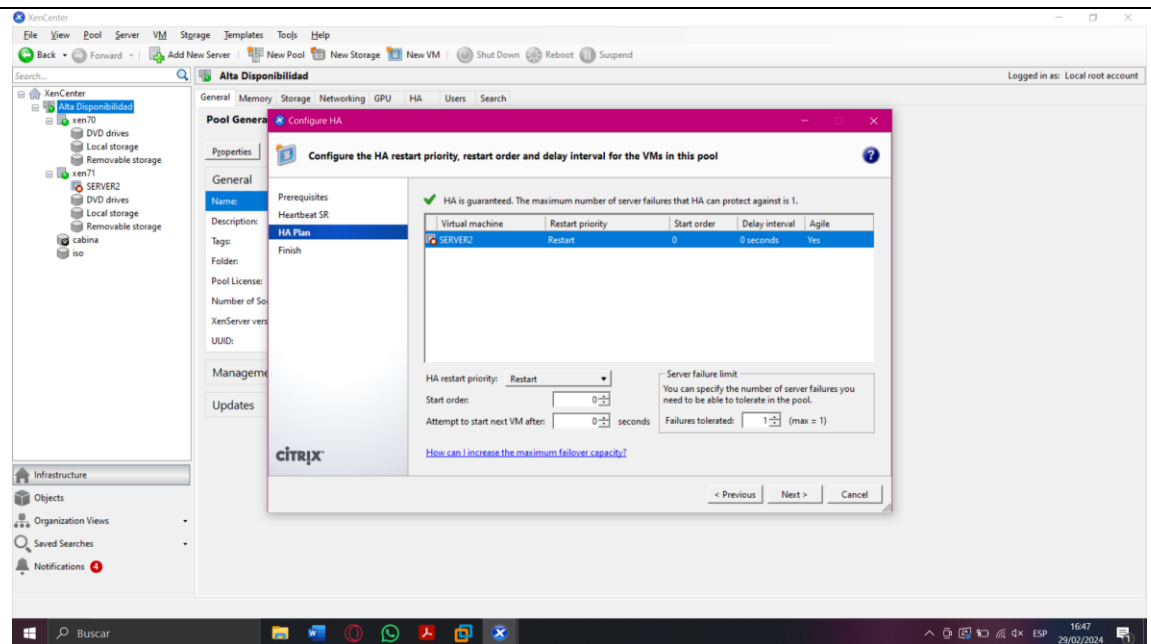 XenCenter
File View Pool Server VM Storage Templates Tools Help
Back Forward Add New Server New Pool New Storage New VM Shut Down Reboot Suspend
Search...
Alta Disponibilidad
Logged in as: Local root account
XenCenter
Alta Disponibilidad
xen70
DVD drives
Local storage
Removable storage
xen71
SERVER2
DVD drives
Local storage
Removable storage
cabina
iso
General Memory Storage Networking GPU HA Users Search
Pool Genera
Properties
General
Name:
Description:
Tags:
Folder:
Pool License:
Number of So
XenServer vers
UUID:
Manageme
Updates
Configure HA
Configure the HA restart priority, restart order and delay interval for the VMs in this pool
Prerequisites
Heartbeat SR
HA Plan
Finish
CITRIX
HA is guaranteed. The maximum number of server failures that HA can protect against is 1.
Virtual machine Restart priority Start order Delay interval Agile
SERVER2 Restart 0 0 seconds Yes
HA restart priority: Restart
Start order: 0
Attempt to start next VM after: 0 seconds
Server failure limit
You can specify the number of server failures you
need to be able to tolerate in the pool.
Failures tolerated: 1 (max = 1)
How can I increase the maximum failover capacity?
< Previous Next > Cancel
Infrastructure
Objects
Organization Views
Saved Searches
Notifications 4
Buscar
ESP
16:47
29/02/2024